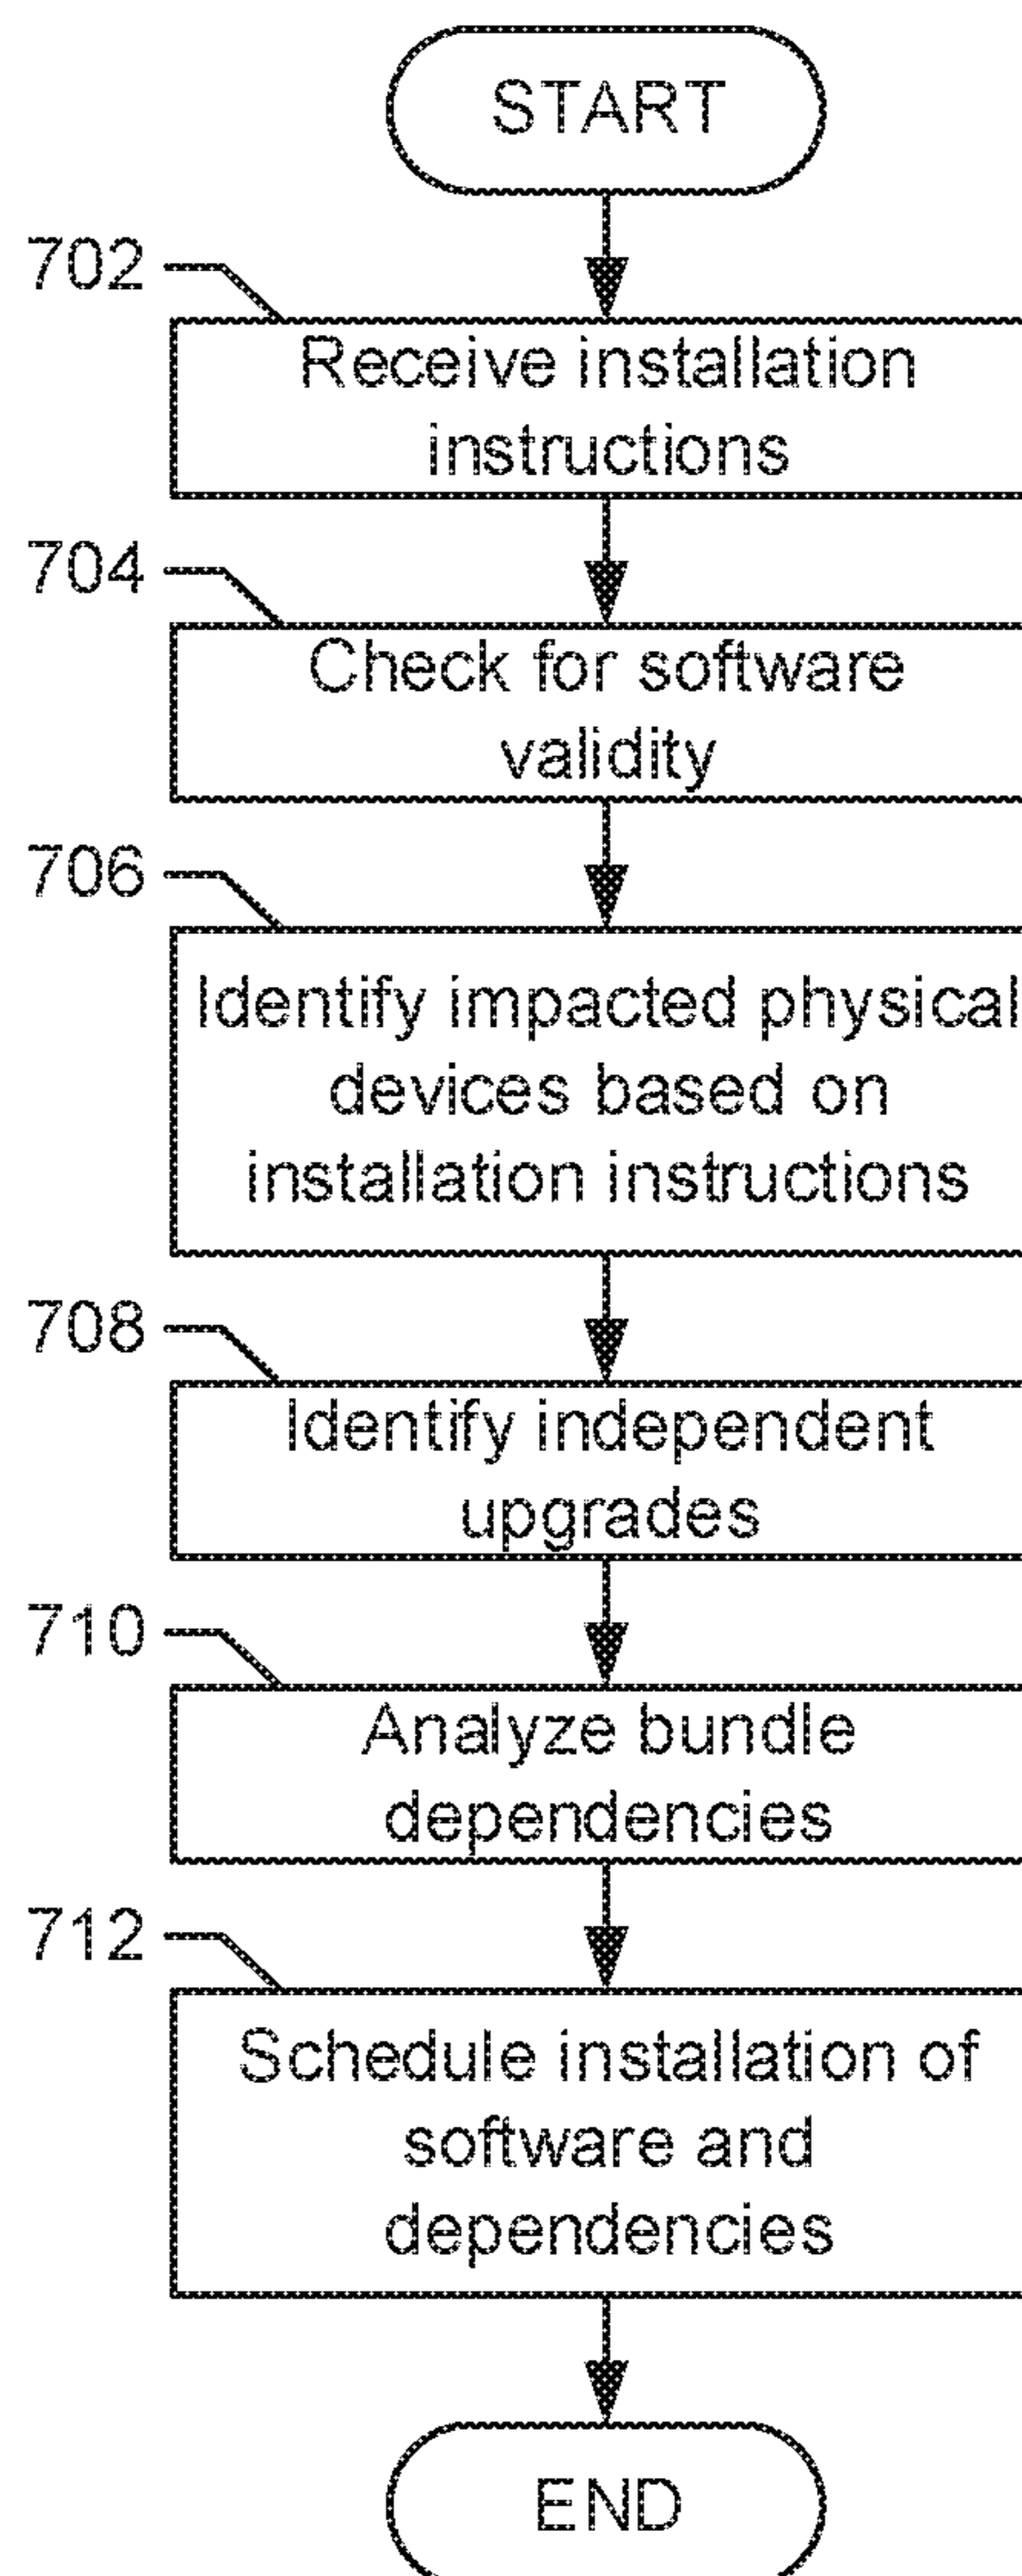 START
702
Receive installation
instructions
704
Check for software
validity
706
Identify impacted physical
devices based on
installation instructions
708
Identify independent
upgrades
710
Analyze bundle
dependencies
712
Schedule installation of
software and
dependencies
END